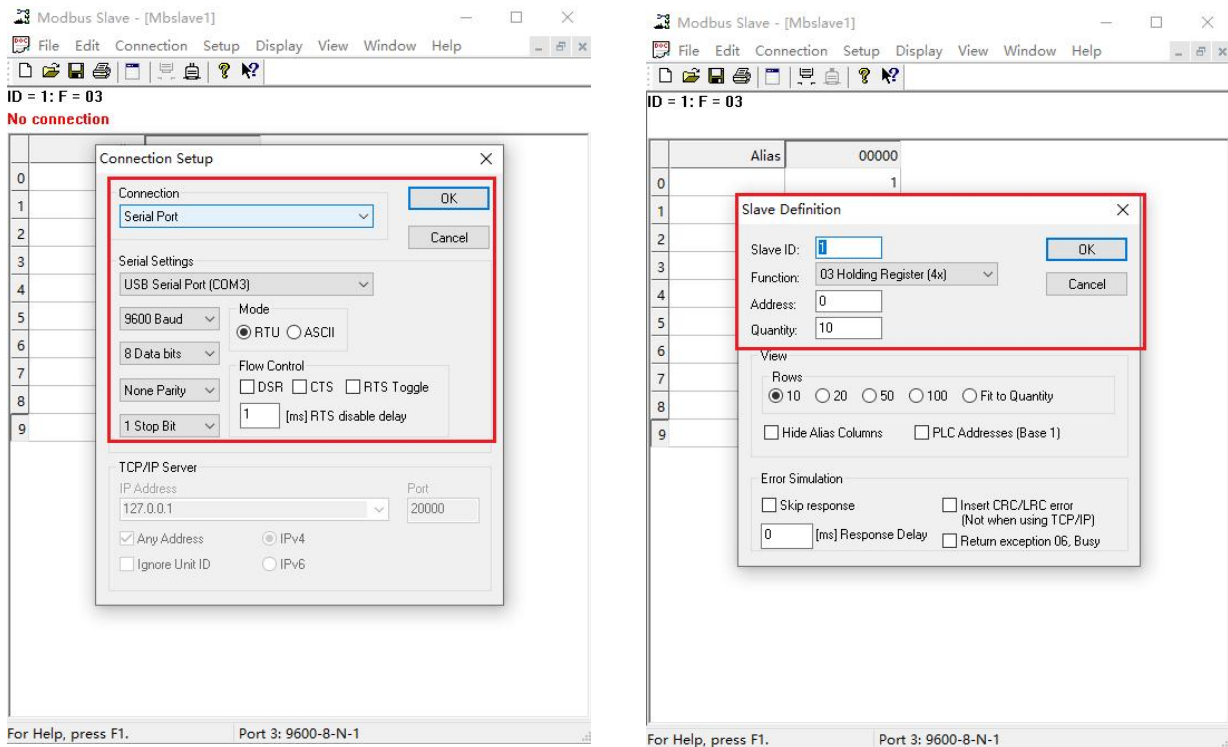 Modbus Slave - [Mbslave1]
File Edit Connection Setup Display View Window Help
ID = 1: F = 03
No connection
Connection Setup
Connection
Serial Port
OK
Cancel
Serial Settings
USB Serial Port (COM3)
9600 Baud
Mode
RTU ASCII
8 Data bits
Flow Control
DSR CTS RTS Toggle
None Parity
1 [ms] RTS disable delay
1 Stop Bit
TCP/IP Server
IP Address Port
127.0.0.1 20000
Any Address IPv4
Ignore Unit ID IPv6
0
1
2
3
4
5
6
7
8
9
For Help, press F1. Port 3: 9600-8-N-1
Modbus Slave - [Mbslave1]
File Edit Connection Setup Display View Window Help
ID = 1: F = 03
Alias 00000
0 1
1
2
3
4
5
6
7
8
9
Slave Definition
Slave ID: 1
OK
Function: 03 Holding Register (4x)
Cancel
Address: 0
Quantity: 10
View
Rows
10 20 50 100 Fit to Quantity
Hide Alias Columns PLC Addresses (Base 1)
Error Simulation
Skip response Insert CRC/LRC error
(Not when using TCP/IP)
0 [ms] Response Delay Return exception 06, Busy
For Help, press F1. Port 3: 9600-8-N-1